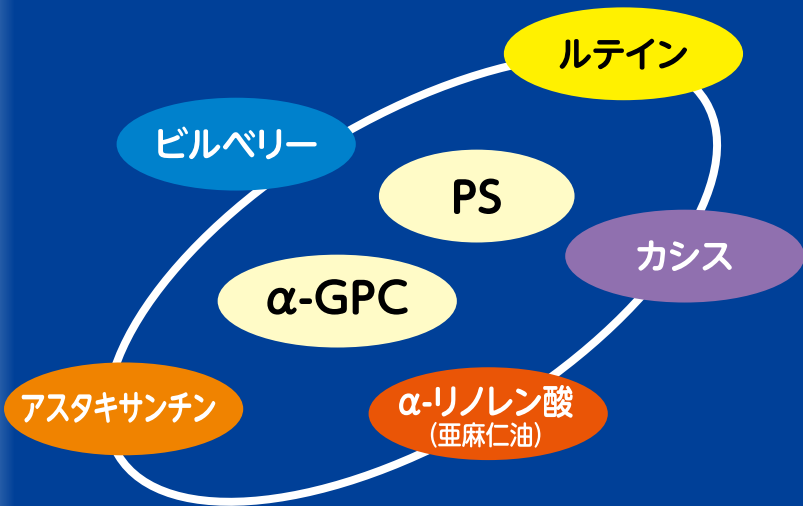 ルテイン
ビルベリー
PS
カシス
α-GPC
アスタキサンチン
α-リノレン酸
(亜麻仁油)